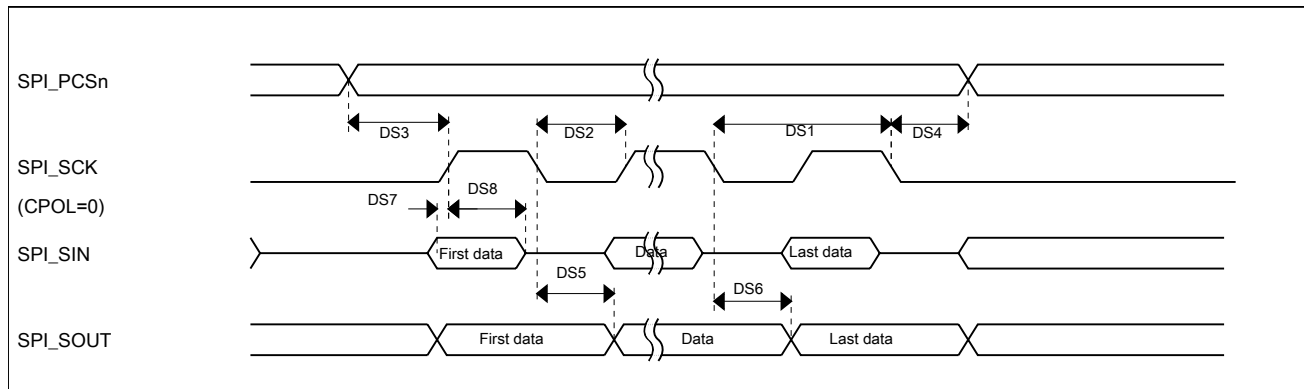 SPI_PCSn
DS3
DS2
DS1
DS4
SPI_SCK
(CPOL=0)
DS7
DS8
SPI_SIN
First data
Data
Last data
DS5
DS6
SPI_SOUT
First data
Data
Last data